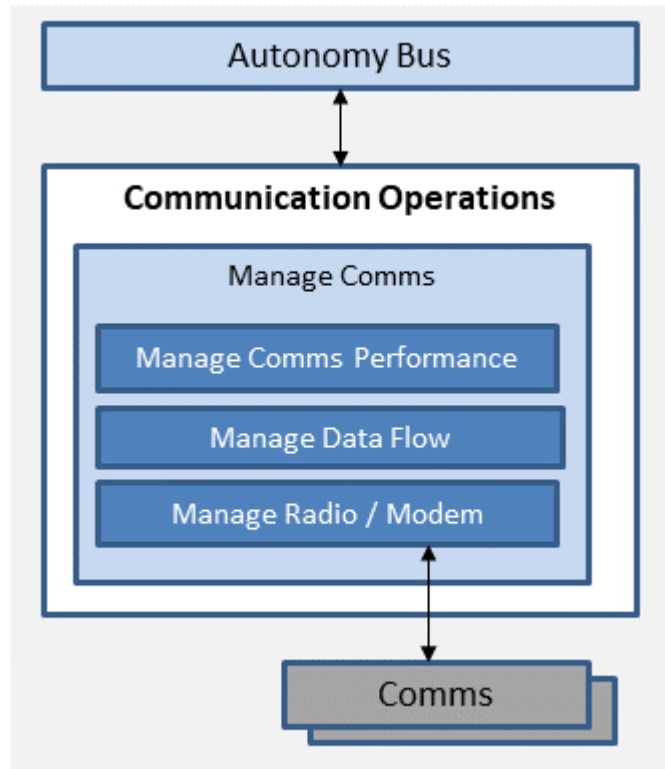 Autonomy Bus
Communication Operations
Manage Comms
Manage Comms Performance
Manage Data Flow
Manage Radio / Modem
Comms